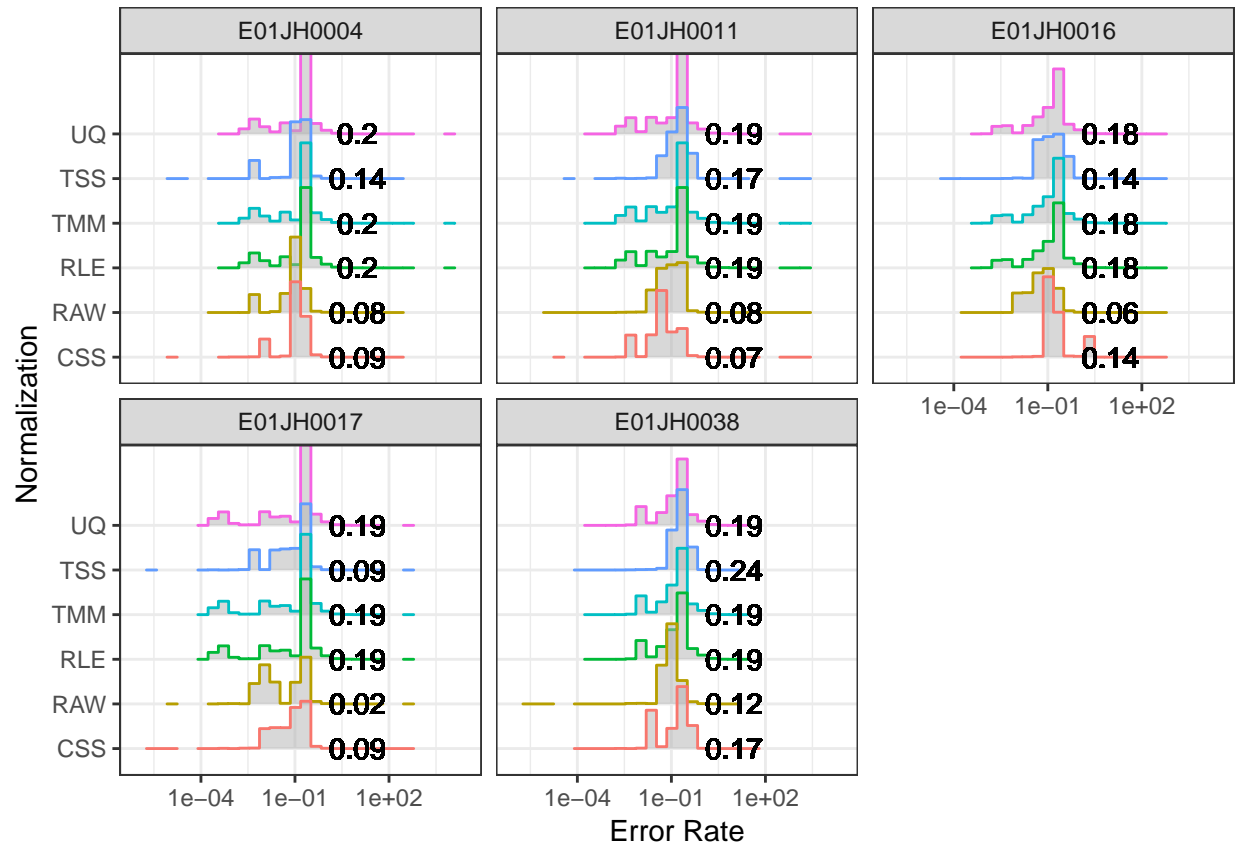 E01JH0004 E01JH0011 E01JH0016
UQ 0.2 0.19 0.18
TSS 0.14 0.17 0.14
TMM 0.2 0.19 0.18
RLE 0.2 0.19 0.18
RAW 0.08 0.08 0.06
CSS 0.09 0.07 0.14
1e−04 1e−01 1e+02
E01JH0017 E01JH0038
UQ 0.19 0.19
TSS 0.09 0.24
TMM 0.19 0.19
RLE 0.19 0.19
RAW 0.02 0.12
CSS 0.09 0.17
1e−04 1e−01 1e+02 1e−04 1e−01 1e+02
Error Rate
Normalization